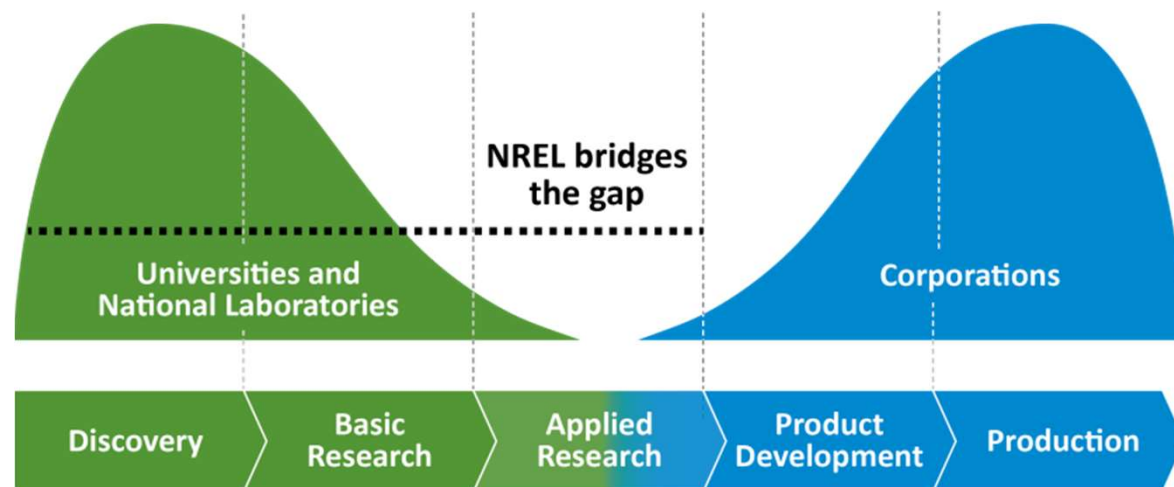 NREL bridges
the gap
Universities and
National Laboratories
Corporations
Discovery
Basic
Research
Applied
Research
Product
Development
Production